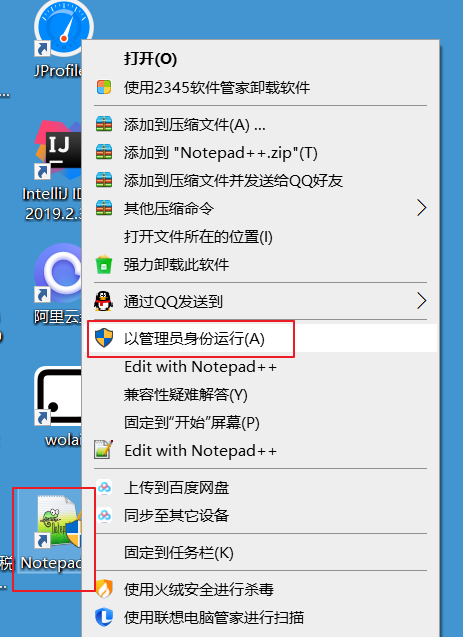 JProfile
打开(O)
使用2345软件管家卸载软件
添加到压缩文件(A) ...
添加到 "Notepad++.zip"(T)
添加到压缩文件并发送给QQ好友
其他压缩命令
打开文件所在的位置(I)
强力卸载此软件
通过QQ发送到
以管理员身份运行(A)
Edit with Notepad++
兼容性疑难解答(Y)
固定到"开始"屏幕(P)
Edit with Notepad++
上传到百度网盘
同步至其它设备
固定到任务栏(K)
使用火绒安全进行杀毒
使用联想电脑管家进行扫描
...
IJ
IntelliJ ID
2019.2.3
阿里云
wolai
Notepad
税
...